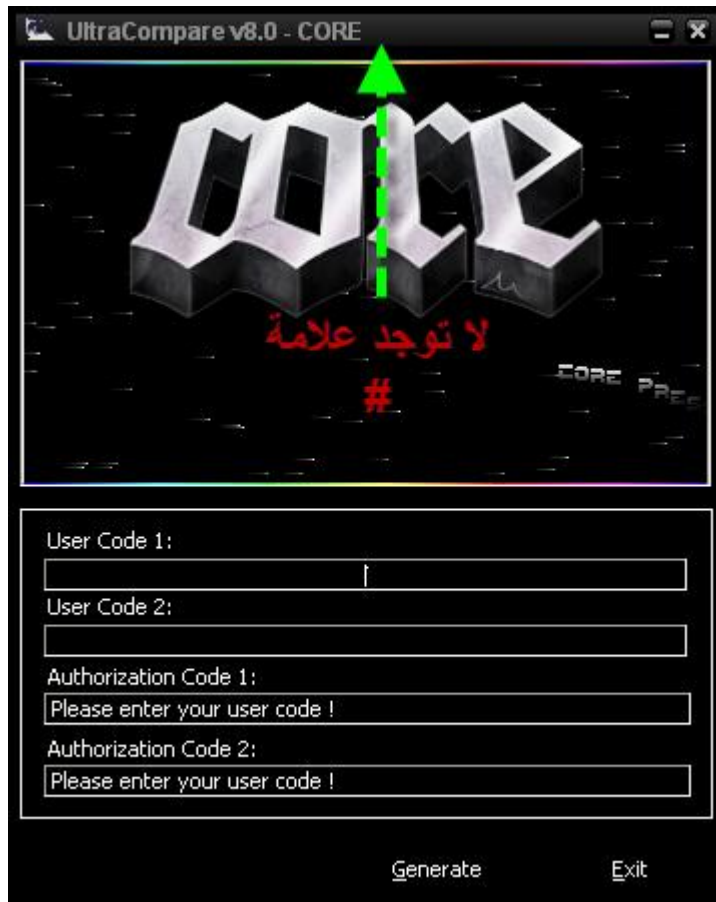 UltraCompare v8.0 - CORE
core
لا توجد علامة
#
CORE PRES
User Code 1:
User Code 2:
Authorization Code 1:
Please enter your user code !
Authorization Code 2:
Please enter your user code !
Generate
Exit